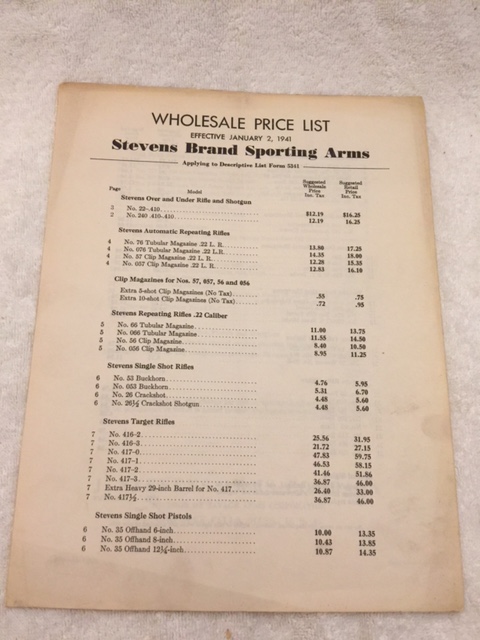 WHOLESALE PRICE LIST
EFFECTIVE JANUARY 2, 1941
Stevens Brand Sporting Arms
Applying to Descriptive List Form 5241
Page Model Suggested Wholesale Price Inc. Tax Suggested Retail Price Inc. Tax
Stevens Over and Under Rifle and Shotgun
2 No. 22-.410 $12.19 $16.25
2 No. 240 .410-.410 12.19 16.25
Stevens Automatic Repeating Rifles
4 No. 76 Tubular Magazine .22 L. R. 13.80 17.25
4 No. 076 Tubular Magazine .22 L.R. 14.35 18.00
4 No. 57 Clip Magazine .22 L. R. 12.28 15.35
4 No. 057 Clip Magazine .22 L. R. 12.83 16.10
Clip Magazines for Nos. 57, 057, 56 and 056
Extra 5-shot Clip Magazines (No Tax) .55 .75
Extra 10-shot Clip Magazines (No Tax) .72 .95
Stevens Repeating Rifles .22 Caliber
5 No. 66 Tubular Magazine 11.00 13.75
5 No. 066 Tubular Magazine 11.55 14.50
5 No. 56 Clip Magazine 8.40 10.50
5 No. 056 Clip Magazine 8.95 11.25
Stevens Single Shot Rifles
6 No. 53 Buckhorn 4.76 5.95
6 No. 053 Buckhorn 5.31 6.70
6 No. 26 Crackshot 4.48 5.60
6 No. 26½ Crackshot Shotgun 4.48 5.60
Stevens Target Rifles
7 No. 416-2 25.56 31.95
7 No. 416-3 21.72 27.15
7 No. 417-0 47.83 59.75
7 No. 417-1 46.53 58.15
7 No. 417-2 41.46 51.86
7 No. 417-3 36.87 46.00
7 Extra Heavy 29-inch Barrel for No. 417 26.40 33.00
7 No. 417½ 36.87 46.00
Stevens Single Shot Pistols
6 No. 35 Offhand 6-inch 10.00 13.35
6 No. 35 Offhand 8-inch 10.43 13.85
6 No. 35 Offhand 12¼-inch 10.87 14.35